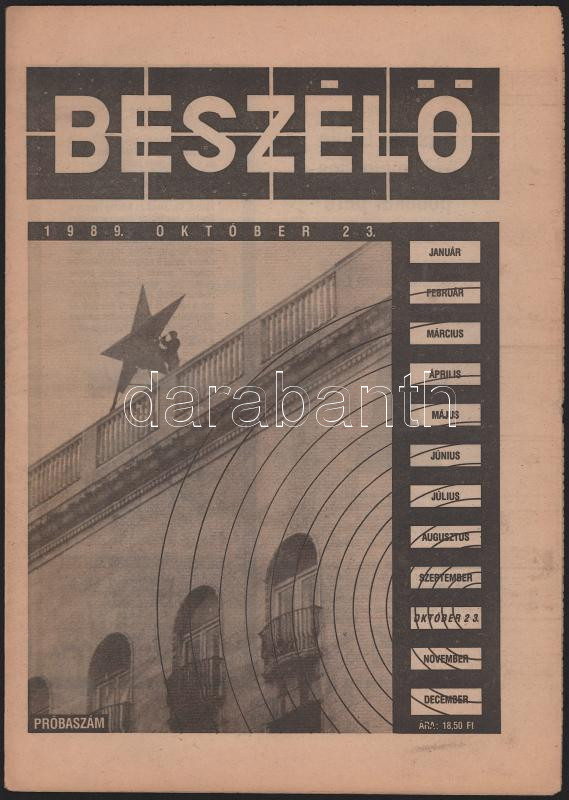 BESZÉLŐ
1989. OKTÓBER 23.
JANUÁR
FEBRUÁR
MÁRCIUS
ÁPRILIS
MÁJUS
JÚNIUS
JÚLIUS
AUGUSZTUS
SZEPTEMBER
OKTÓBER 23.
NOVEMBER
DECEMBER
darabanth
PRÓBASZÁM
ÁRA: 18,50 Ft